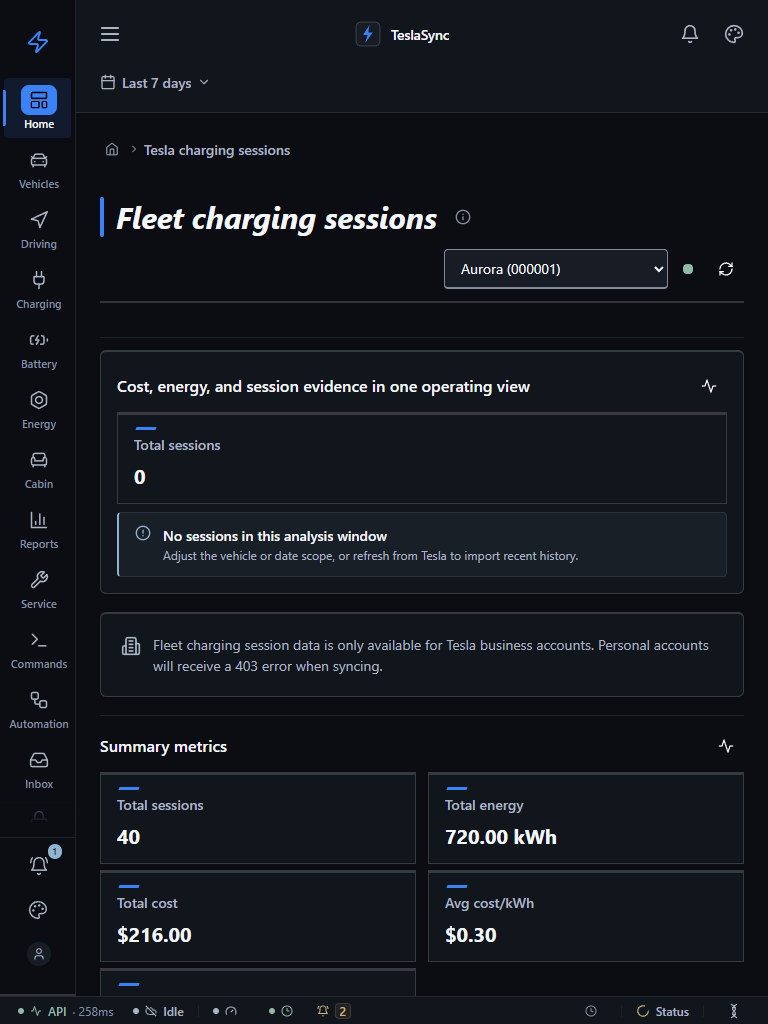 TeslaSync
Last 7 days
Home
Vehicles
Driving
Charging
Battery
Energy
Cabin
Reports
Service
Commands
Automation
Inbox
1
Tesla charging sessions
Fleet charging sessions
Aurora (000001)
Cost, energy, and session evidence in one operating view
Total sessions
0
No sessions in this analysis window
Adjust the vehicle or date scope, or refresh from Tesla to import recent history.
Fleet charging session data is only available for Tesla business accounts. Personal accounts
will receive a 403 error when syncing.
Summary metrics
Total sessions
40
Total energy
720.00 kWh
Total cost
$216.00
Avg cost/kWh
$0.30
API · 258ms
Idle
2
Status